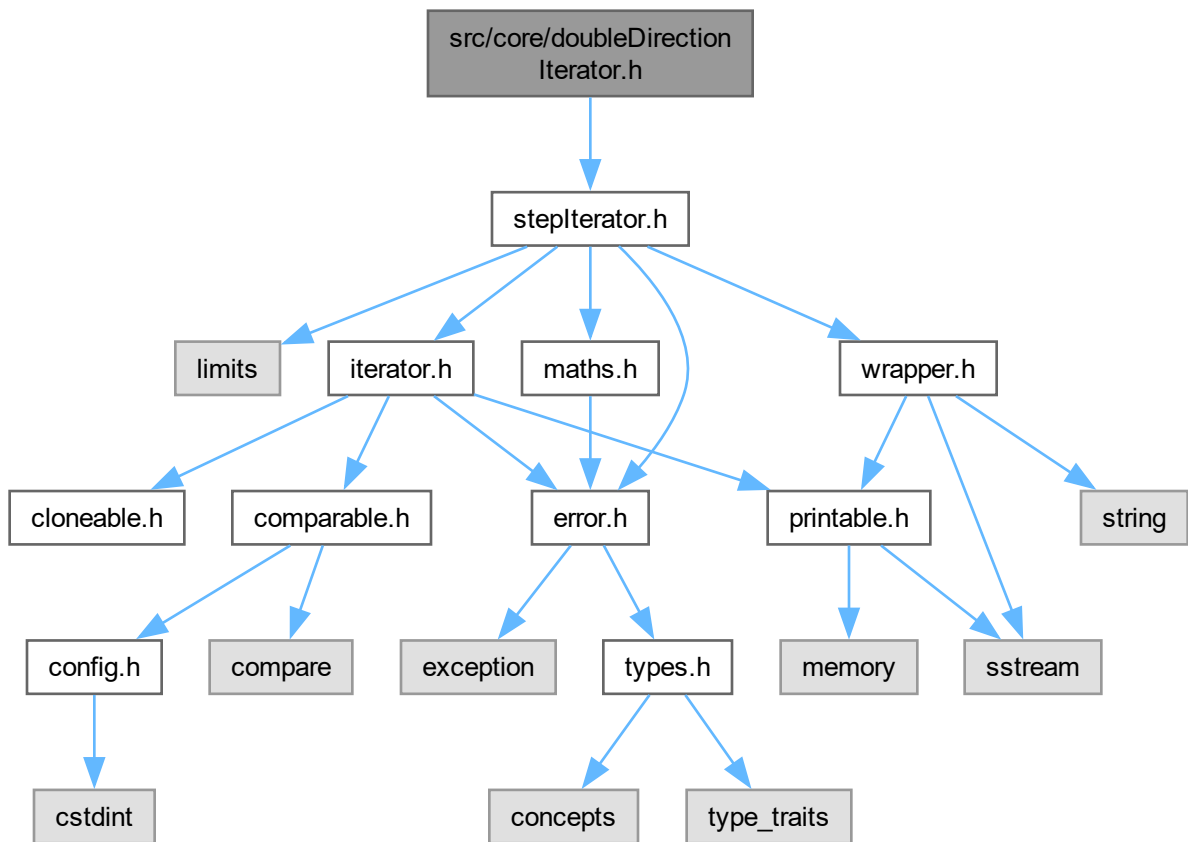 src/core/doubleDirection
Iterator.h
stepIterator.h
limits
iterator.h
maths.h
wrapper.h
cloneable.h
comparable.h
error.h
printable.h
string
config.h
compare
exception
types.h
memory
sstream
cstdint
concepts
type_traits